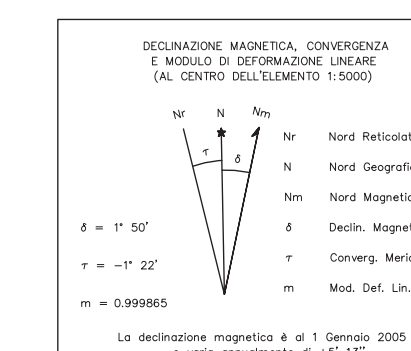 DECLINAZIONE MAGNETICA, CONVERGENZA
E MODULO DI DEFORMAZIONE LINEARE
(AL CENTRO DELL'ELEMENTO 1:5000)
Nr N Nm
τ δ
Nr Nord Reticolat
N Nord Geografi
Nm Nord Magnetic
δ Declin. Magnet
τ Converg. Meric
m Mod. Def. Lin.
δ = 1° 50'
τ = −1° 22'
m = 0.999865
La declinazione magnetica è al 1 Gennaio 2005